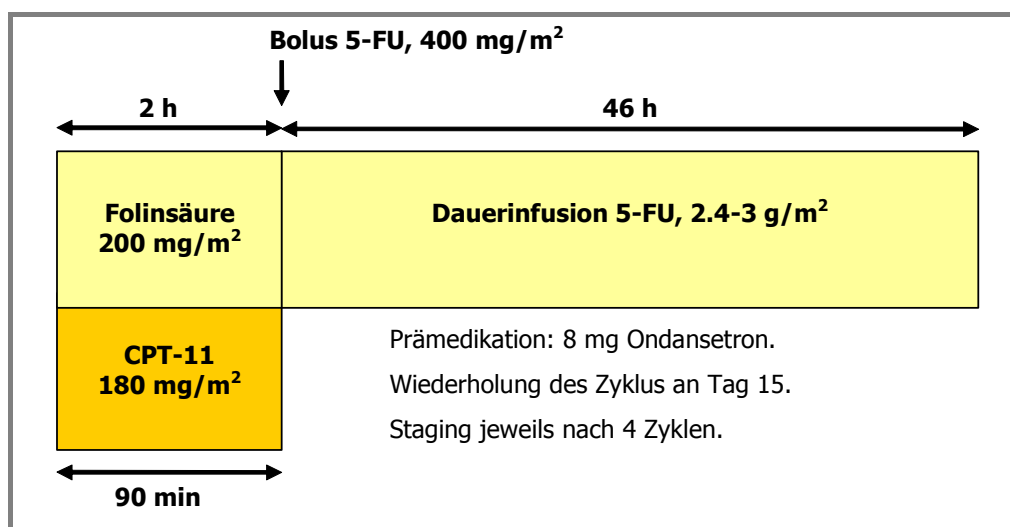 Bolus 5-FU, 400 mg/m²
2 h
46 h
Folinsäure
200 mg/m²
Dauerinfusion 5-FU, 2.4-3 g/m²
CPT-11
180 mg/m²
Prämedikation: 8 mg Ondansetron.
Wiederholung des Zyklus an Tag 15.
Staging jeweils nach 4 Zyklen.
90 min